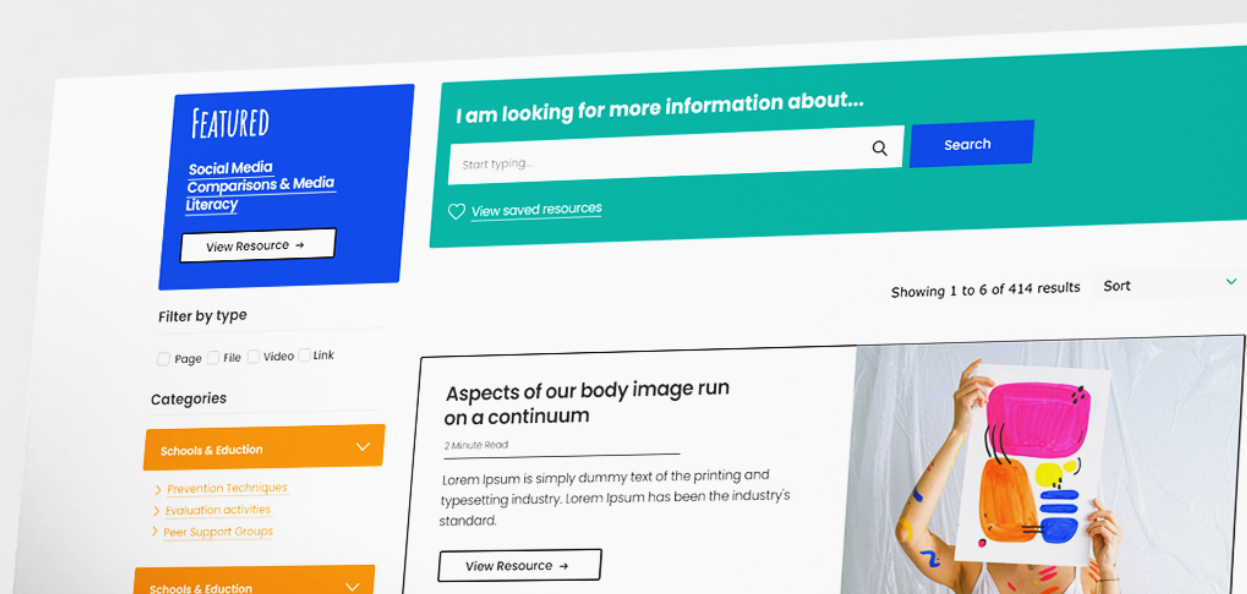 FEATURED
Social Media
Comparisons & Media
Literacy
View Resource →
I am looking for more information about...
Start typing...
Search
View saved resources
Showing 1 to 6 of 414 results
Sort
Filter by type
Page File Video Link
Categories
Schools & Eduction
Prevention Techniques
Evaluation activities
Peer Support Groups
Schools & Eduction
Aspects of our body image run
on a continuum
2 Minute Read
Lorem Ipsum is simply dummy text of the printing and
typesetting industry. Lorem Ipsum has been the industry's
standard.
View Resource →